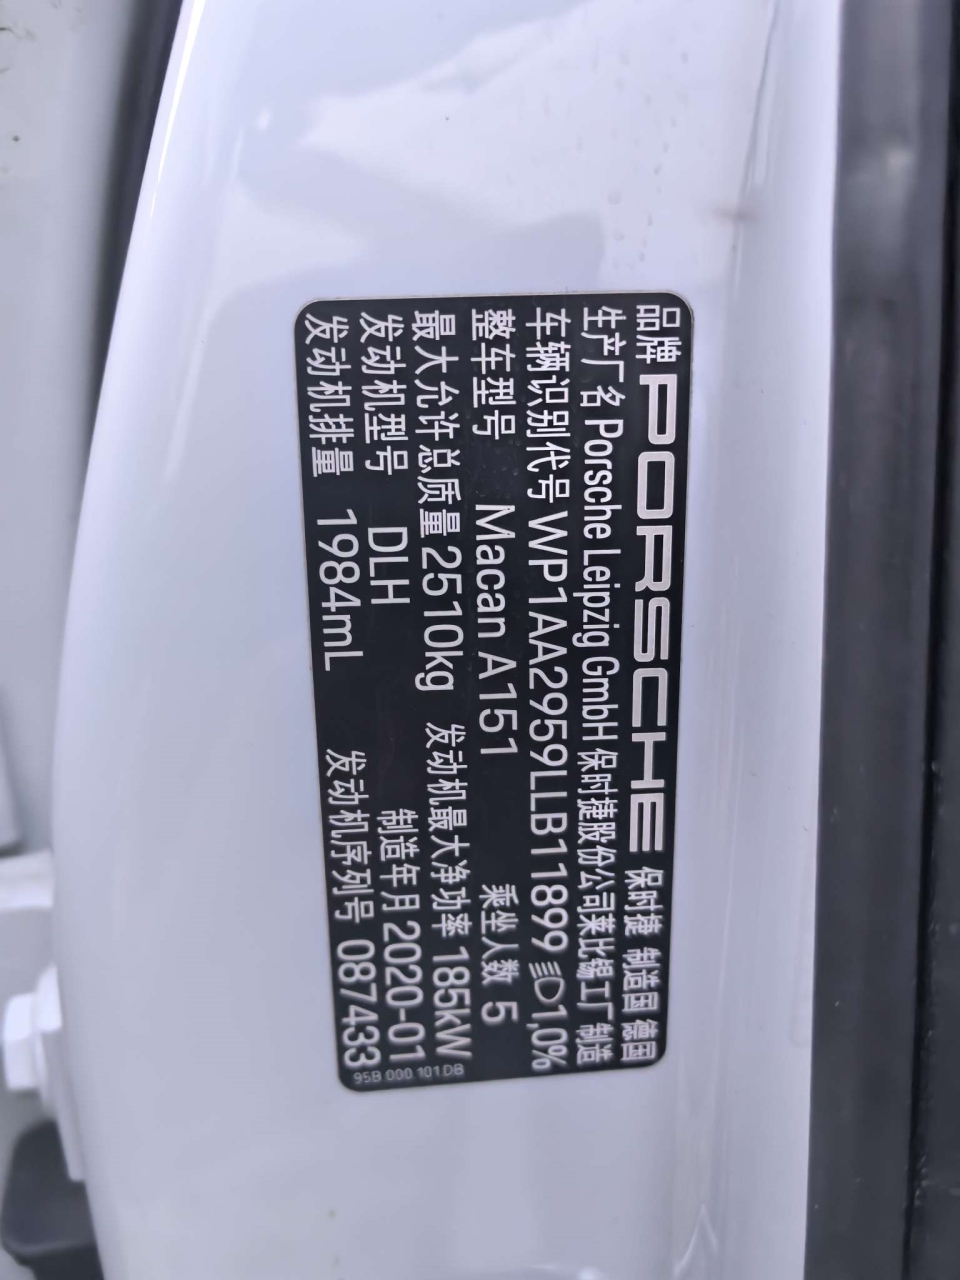 品牌 PORSCHE 保时捷 制造国 德国
生产厂名 Porsche Leipzig GmbH 保时捷股份公司莱比锡工厂 制造
车辆识别代号 WP1AA2959LLB11899 1,0%
整车型号 Macan A151 乘坐人数 5
最大允许总质量 2510kg 发动机最大净功率 185kW
发动机型号 DLH 制造年月 2020-01
发动机排量 1984mL 发动机序列号 087433
95B 000 101 DB